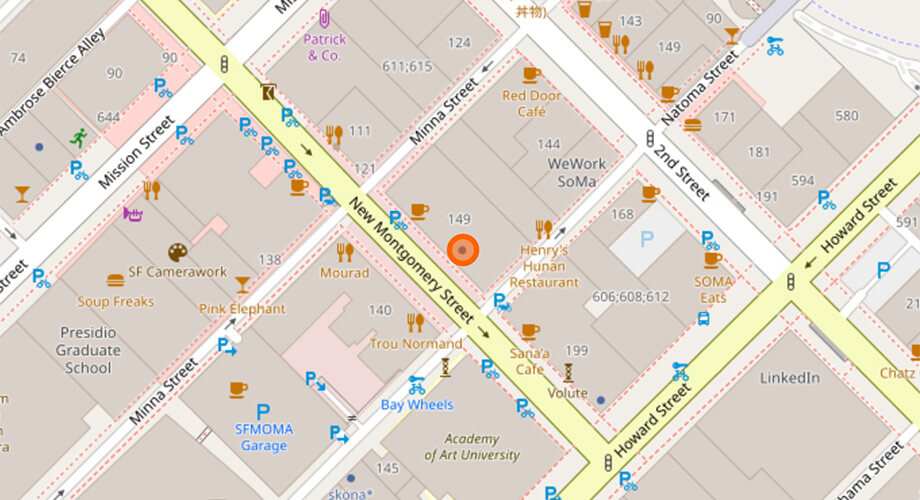 丼物)
143
90
74
90
90
Ambrose Bierce Alley
Patrick
& Co.
124
149
611;615
Natoma Street
Red Door
Café
Minna Street
644
171
580
111
Mission Street
144
181
121
WeWork
SoMa
2nd Street
594
191
Howard Street
New Montgomery Street
149
168
591
P
138
SF Camerawork
Mourad
Henry's
Hunan
Restaurant
P
Street
Soup Freaks
Pink Elephant
606;608;612
SOMA
Eats
140
Presidio
Graduate
School
Trou Normand
Sana'a
Cafe
199
LinkedIn
Chatz
Minna Street
Volute
P
Bay Wheels
SFMOMA
Garage
Howard Street
Academy
of Art University
145
skōna*